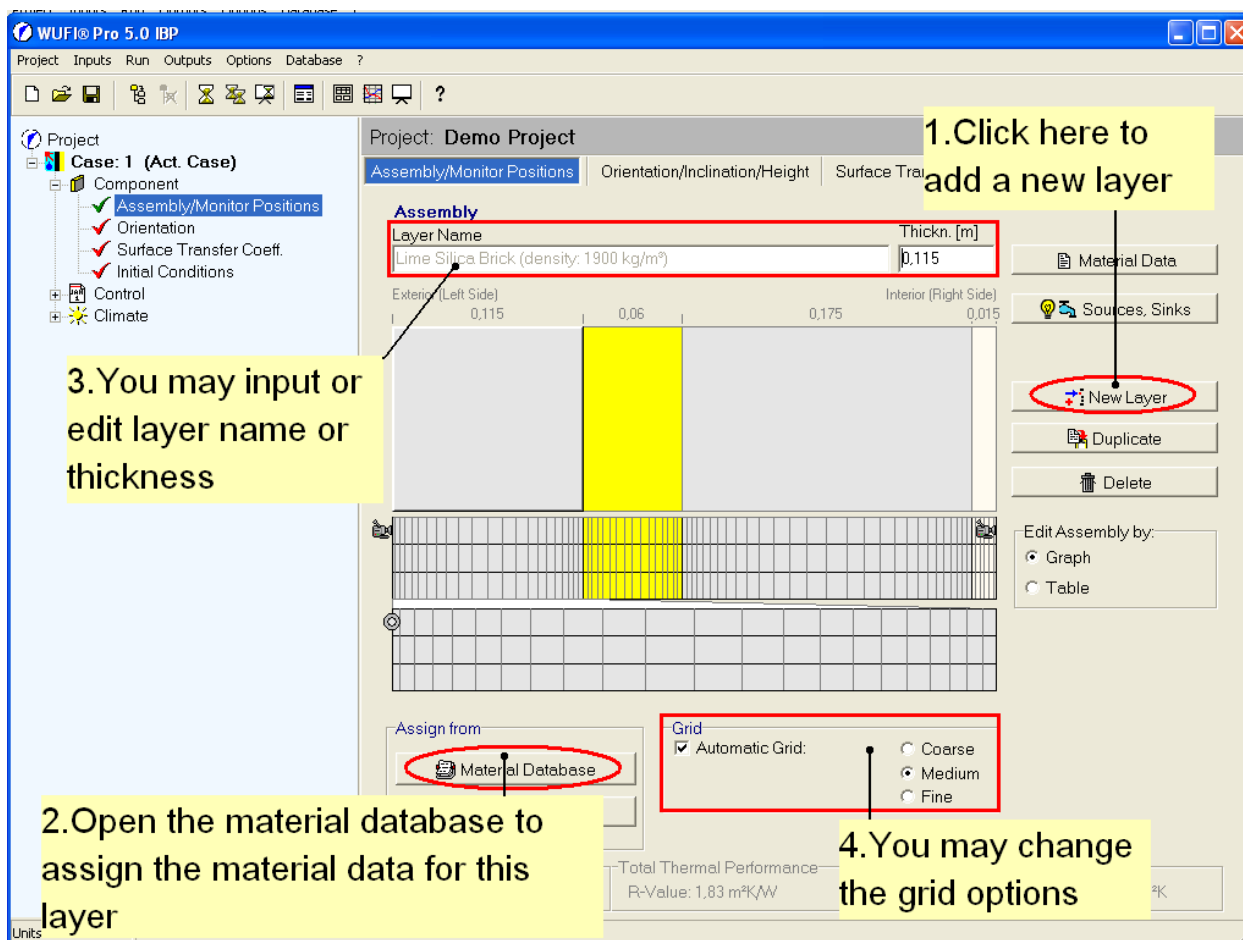 WUFI® Pro 5.0 IBP
Project Inputs Run Outputs Options Database ?
?
Project
Case: 1 (Act. Case)
Component
Assembly/Monitor Positions
Orientation
Surface Transfer Coeff.
Initial Conditions
Control
Climate
Project: Demo Project
Assembly/Monitor Positions
Orientation/Inclination/Height
Surface
1.Click here to
add a new layer
Assembly
Layer Name
Thickn. [m]
Lime Silica Brick (density: 1900 kg/m³)
0,115
Exterior (Left Side)
Interior (Right Side)
0,115
0,06
0,175
0,015
Material Data
Sources, Sinks
New Layer
Duplicate
Delete
Edit Assembly by:
Graph
Table
3.You may input or
edit layer name or
thickness
Assign from
Material Database
Grid
Automatic Grid:
Coarse
Medium
Fine
2.Open the material database to
assign the material data for this
layer
4.You may change
the grid options
Total Thermal Performance
R-Value: 1,83 m²K/W
²K
Units